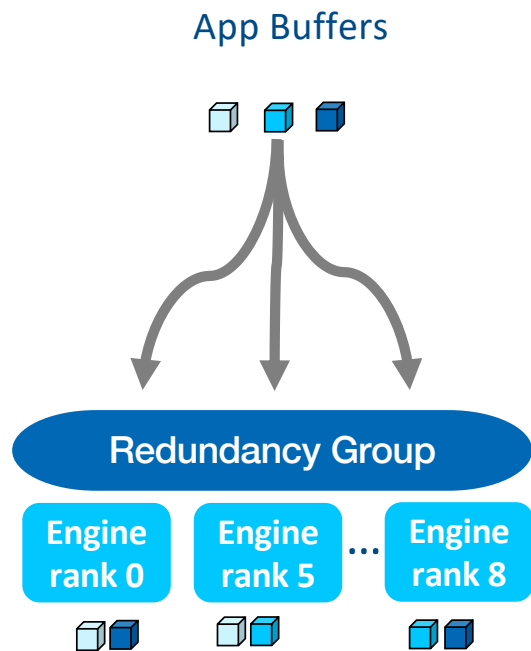 App Buffers
Redundancy Group
Engine
rank 0
Engine
rank 5
...
Engine
rank 8